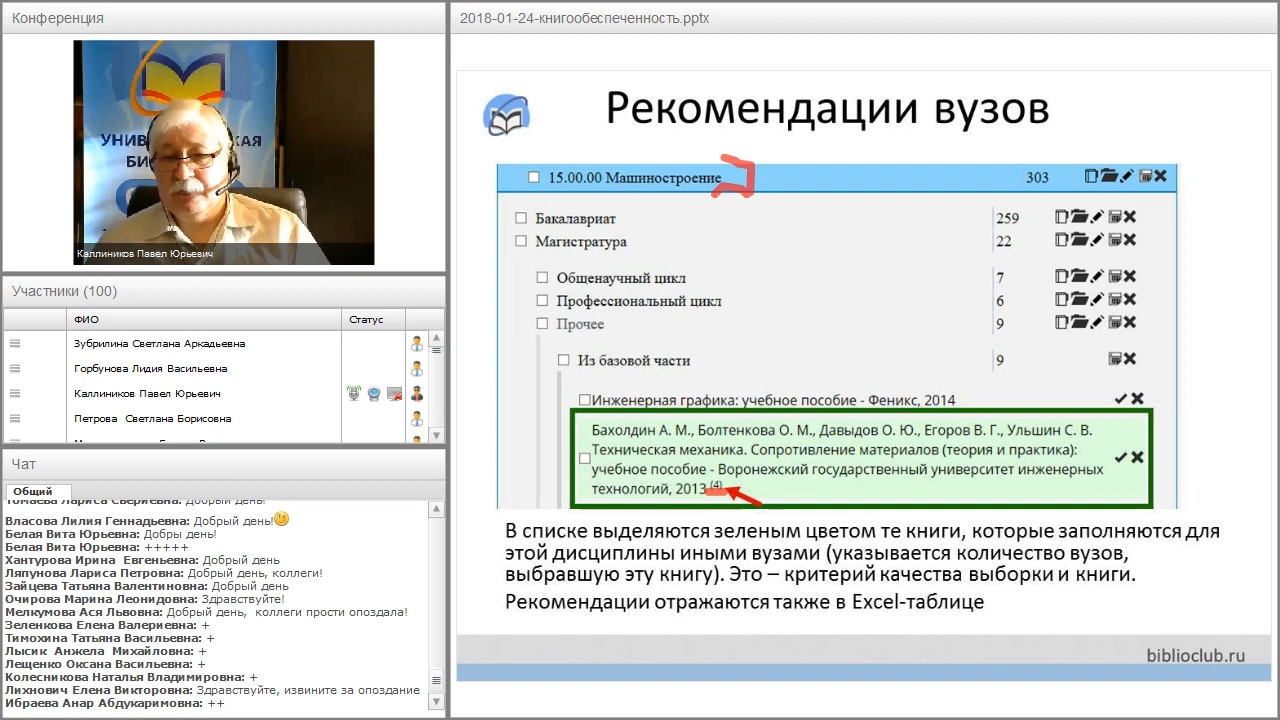 Конференция
УНИВ
КАЯ
БИ
Каллиников Павел Юрьевич
Участники (100)
ФИО
Статус
Зубрилина Светлана Аркадьевна
Горбунова Лидия Васильевна
Каллиников Павел Юрьевич
Петрова Светлана Борисовна
Чат
Общий
Томаева Лариса Сверяевна: Добрый день!
Власова Лилия Геннадьевна: Добрый день!
Белая Вита Юрьевна: Добры день!
Белая Вита Юрьевна: +++++
Хантурова Ирина Евгеньевна: Добрый день
Ляпунова Лариса Петровна: Добрый день, коллеги!
Зайцева Татьяна Валентиновна: Добрый день
Очирова Марина Леонидовна: Здравствуйте!
Мелкумова Ася Львовна: Добрый день, коллеги прости опоздала!
Зеленкова Елена Валериевна: +
Тимохина Татьяна Васильевна: +
Лысик Анжела Михайловна: +
Лещенко Оксана Васильевна: +
Колесникова Наталья Владимировна: +
Лихнович Елена Викторовна: Здравствуйте, извините за опоздание
Ибраева Анар Абдукаримовна: ++
2018-01-24-книгообеспеченность.pptx
Рекомендации вузов
15.00.00 Машиностроение 303
Бакалавриат 259
Магистратура 22
Общенаучный цикл 7
Профессиональный цикл 6
Прочее 9
Из базовой части 9
Инженерная графика: учебное пособие - Феникс, 2014
Бахолдин А. М., Болтенкова О. М., Давыдов О. Ю., Егоров В. Г., Ульшин С. В.
Техническая механика. Сопротивление материалов (теория и практика):
учебное пособие - Воронежский государственный университет инженерных
технологий, 2013 (4)
В списке выделяются зеленым цветом те книги, которые заполняются для
этой дисциплины иными вузами (указывается количество вузов,
выбравшую эту книгу). Это – критерий качества выборки и книги.
Рекомендации отражаются также в Excel-таблице
biblioclub.ru